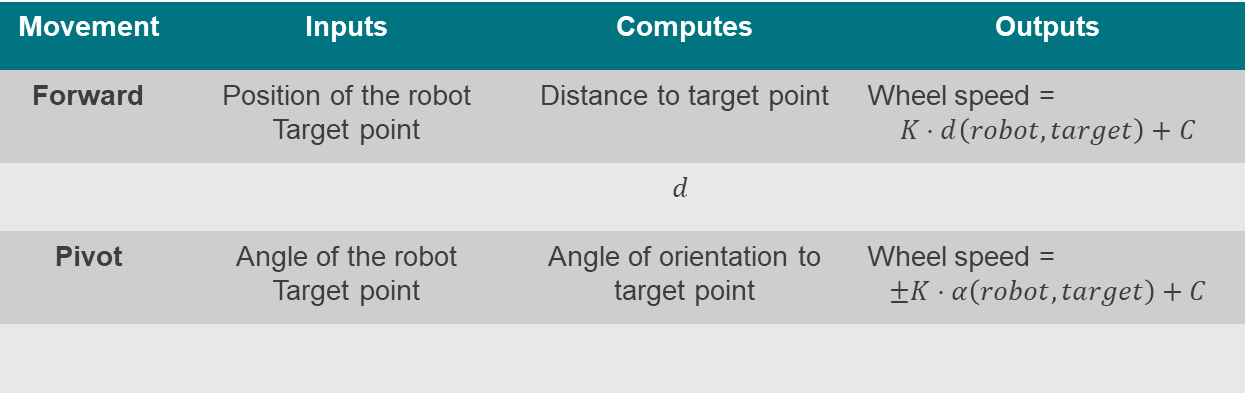 Movement Inputs Computes Outputs
Forward Position of the robot Distance to target point Wheel speed =
Target point K · d(robot, target) + C
d
Pivot Angle of the robot Angle of orientation to Wheel speed =
Target point target point ±K · α(robot, target) + C